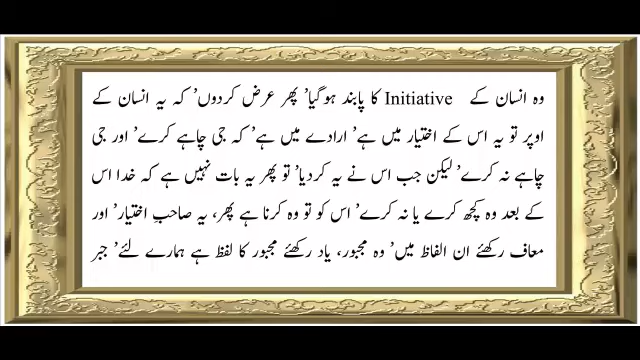 وہ انسان کے Initiative کا پابند ہوگیا’ پھر عرض کردوں’ کہ یہ انسان کے
اوپر تو یہ اس کے اختیار میں ہے’ ارادے میں ہے’ کہ جی چاہے کرے’ اور جی
چاہے نہ کرے’ لیکن جب اس نے یہ کردیا’ تو پھر یہ بات نہیں ہے کہ خدا اس
کے بعد وہ کچھ کرے یا نہ کرے’ اس کو تو وہ کرنا ہے پھر، یہ صاحبِ اختیار’ اور
معاف رکھئے ان الفاظ میں’ وہ مجبور، یاد رکھئے مجبور کا لفظ ہے ہمارے لئے’ جبر